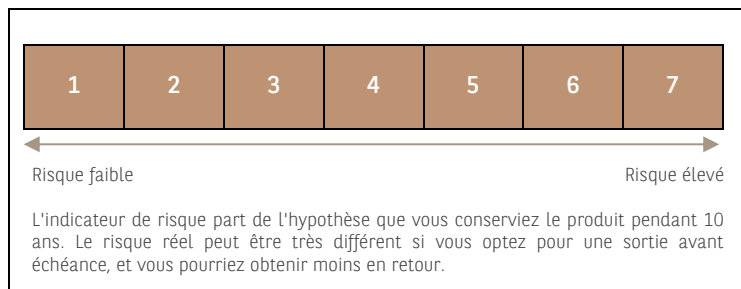 1 2 3 4 5 6 7
Risque faible Risque élevé
L'indicateur de risque part de l'hypothèse que vous conserviez le produit pendant 10
ans. Le risque réel peut être très différent si vous optez pour une sortie avant
échéance, et vous pourriez obtenir moins en retour.